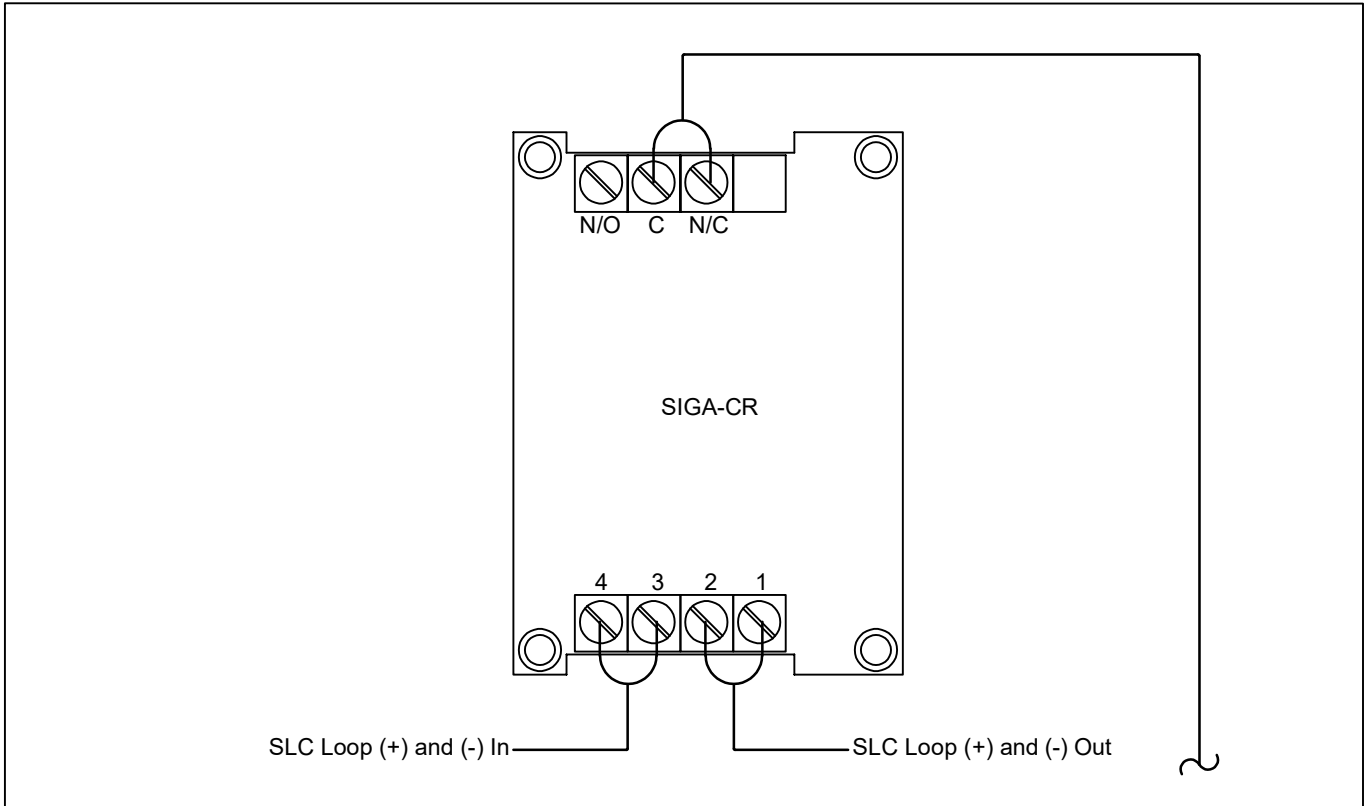 N/O C N/C
SIGA-CR
4 3 2 1
SLC Loop (+) and (-) In
SLC Loop (+) and (-) Out